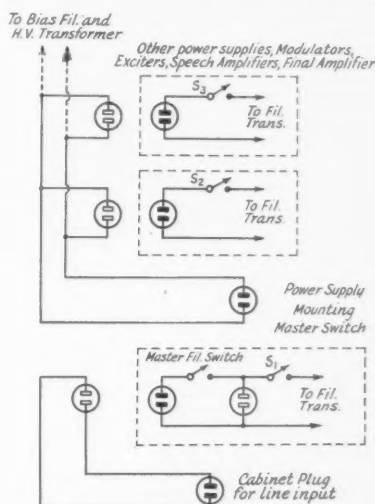 To Bias Fil. and
H.V. Transformer
Other power supplies, Modulators,
Exciters, Speech Amplifiers, Final Amplifier
S3
To Fil.
Trans.
S2
To Fil.
Trans.
Power Supply
Mounting
Master Switch
Master Fil. Switch
S1
To Fil.
Trans.
Cabinet Plug
for line input